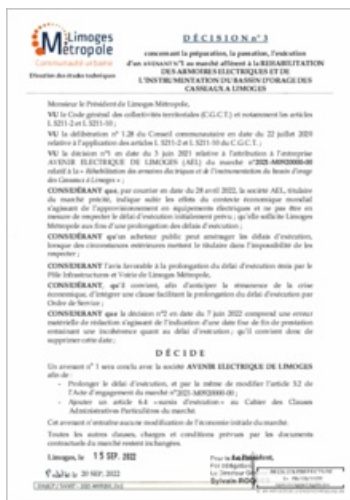 Limoges
Métropole
Communauté urbaine
Direction des études techniques
DÉCISION n° 3
concernant la préparation, la passation, l'exécution
d'un AVENANT N°1 au marché afférent à la REHABILITATION
DES ARMOIRES ELECTRIQUES ET DE
L'INSTRUMENTATION DU BASSIN D'ORAGE DES
CASSEAUX A LIMOGES
Monsieur le Président de Limoges Métropole,
VU le Code général des collectivités territoriales (C.G.C.T.) et notamment les articles
L 5211-2 et L 5211-10 ;
VU la délibération n° 1.28 du Conseil communautaire en date du 22 juillet 2020
relative à l'application des articles L 5211-2 et L 5211-10 du C.G.C.T. ;
VU la décision n°1 en date du 3 juin 2021 relative à l'attribution à l'entreprise
AVENIR ELECTRIQUE DE LIMOGES (AEL) du marché n°2021-M0920000-00
relatif à la « Réhabilitation des armoires électriques et de l'instrumentation du bassin d'orage
des Casseaux à Limoges » ;
CONSIDÉRANT que, par courrier en date du 28 avril 2022, la société AEL, titulaire
du marché précité, indique subir les effets du contexte économique mondial
s'agissant de l'approvisionnement en équipements électriques et ne pas être en
mesure de respecter le délai d'exécution initialement prévu ; qu'elle sollicite Limoges
Métropole aux fins d'une prolongation des délais d'exécution ;
CONSIDÉRANT qu'un acheteur public peut aménager les délais d'exécution,
lorsque des circonstances extérieures mettent le titulaire dans l'impossibilité de les
respecter ;
CONSIDERANT l'avis favorable à la prolongation du délai d'exécution émis par le
Pôle Infrastructures et Voirie de Limoges Métropole,
CONSIDÉRANT, qu'il convient, afin d'anticiper la rémanence de la crise
économique, d'intégrer une clause facilitant la prolongation du délai d'exécution par
Ordre de Service ;
CONSIDERANT que la décision n°2 en date du 7 juin 2022 comprend une erreur
matérielle de rédaction s'agissant de l'indication d'une date fixe de fin de prestation
entrainant une incohérence quant au délai d'exécution ; qu'il convient donc de
supprimer cette date ;
DÉCIDE
Un avenant n° 1 sera conclu avec la société AVENIR ELECTRIQUE DE LIMOGES
afin de :
- Prolonger le délai d'exécution, et par là même de modifier l'article 3.2 de
l'Acte d'engagement du marché n°2021-M0920000-00 ;
- Ajouter un article 6.4 « sursis d'exécution » au Cahier des Clauses
Administratives Particulières du marché.
Cet avenant n'entraîne aucune modification de l'économie initiale du marché.
Toutes les autres clauses, charges et conditions prévues par les documents
contractuels du marché restent inchangées.
Limoges, le 15 SEP. 2022
Pour le Président,
Par délégation
Le Directeur
Sylvain ROQ
20 SEP. 2022